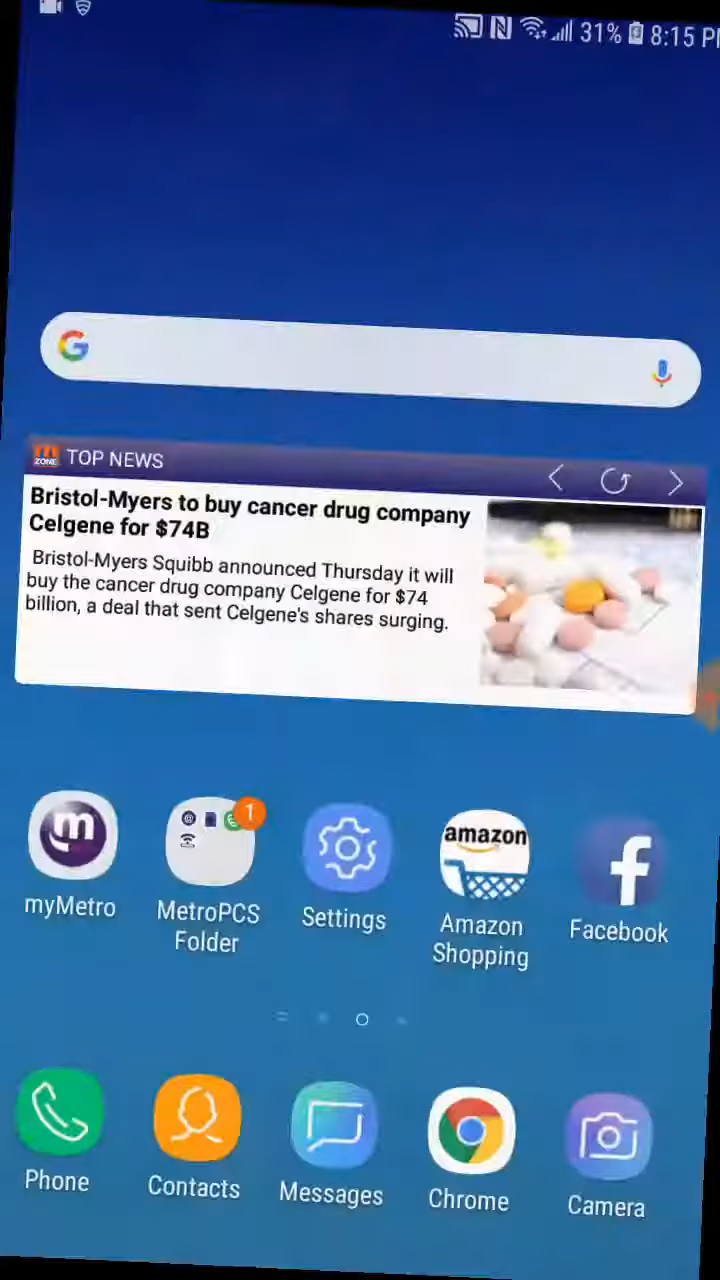 31% 8:15 P
ZONE TOP NEWS
Bristol-Myers to buy cancer drug company
Celgene for $74B
Bristol-Myers Squibb announced Thursday it will
buy the cancer drug company Celgene for $74
billion, a deal that sent Celgene's shares surging.
1
amazon
myMetro
MetroPCS
Folder
Settings
Amazon
Shopping
Facebook
Phone
Contacts
Messages
Chrome
Camera